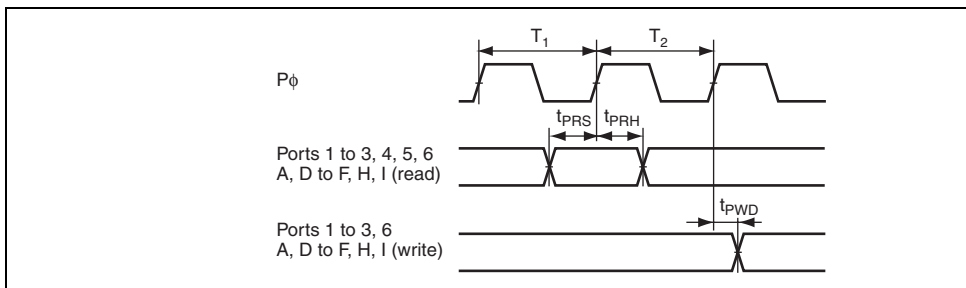 T1 T2
Pϕ
tPRS tPRH
Ports 1 to 3, 4, 5, 6
A, D to F, H, I (read)
tPWD
Ports 1 to 3, 6
A, D to F, H, I (write)